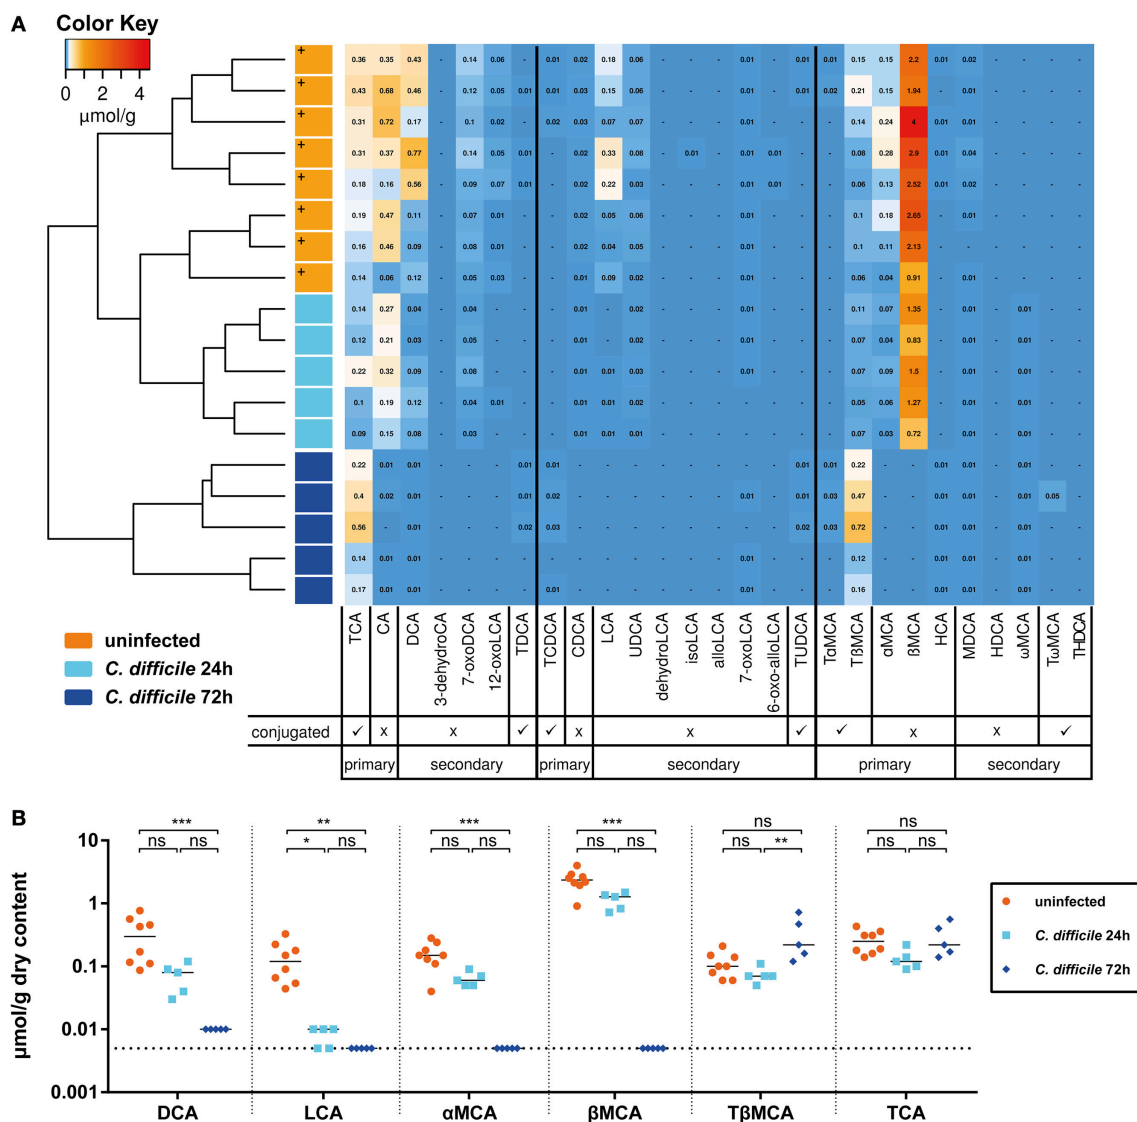 A
Color Key
0 2 4
µmol/g
+ 0.36 0.35 0.43 - 0.14 0.06 - 0.01 0.02 0.18 0.06 - - - 0.01 - 0.01 0.01 0.15 0.15 2.2 0.01 0.02 - - - -
+ 0.43 0.68 0.46 - 0.12 0.05 0.01 0.01 0.03 0.15 0.06 - - - 0.01 - 0.01 0.02 0.21 0.15 1.94 - 0.01 - - - -
+ 0.31 0.72 0.17 - 0.1 0.02 - 0.02 0.03 0.07 0.07 - - - 0.01 - - - 0.14 0.24 4 0.01 0.01 - - - -
+ 0.31 0.37 0.77 - 0.14 0.05 0.01 - 0.02 0.33 0.08 - 0.01 - 0.01 0.01 - - 0.08 0.28 2.9 0.01 0.04 - - - -
+ 0.18 0.16 0.56 - 0.09 0.07 0.01 - 0.02 0.22 0.03 - - - 0.01 0.01 - - 0.06 0.13 2.52 0.01 0.02 - - - -
+ 0.19 0.47 0.11 - 0.07 0.01 - - 0.01 0.05 0.06 - - - 0.01 - - - 0.1 0.18 2.65 - 0.01 - - - -
+ 0.16 0.46 0.09 - 0.08 0.01 - - 0.02 0.04 0.05 - - - 0.01 - - - 0.1 0.11 2.13 - - - - - -
+ 0.14 0.06 0.12 - 0.05 0.03 - - 0.01 0.09 0.02 - - - 0.01 - - - 0.06 0.04 0.91 - 0.01 - - - -
0.14 0.27 0.04 - 0.04 - - - 0.01 - 0.02 - - - 0.01 - - - 0.11 0.07 1.35 - 0.01 - 0.01 - -
0.12 0.21 0.03 - 0.05 - - - 0.01 - 0.02 - - - 0.01 - - - 0.07 0.04 0.83 - 0.01 - 0.01 - -
0.22 0.32 0.09 - 0.08 - - - 0.01 0.01 0.03 - - - 0.01 - - - 0.07 0.09 1.5 - 0.01 - 0.01 - -
0.1 0.19 0.12 - 0.04 0.01 - - 0.01 0.01 0.02 - - - - - - - 0.05 0.06 1.27 - 0.01 - 0.01 - -
0.09 0.15 0.08 - 0.03 - - - 0.01 0.01 0.01 - - - - - - - 0.07 0.03 0.72 - 0.01 - 0.01 - -
0.22 0.01 0.01 - - - 0.01 0.01 - - - - - - - - 0.01 0.01 0.22 - - 0.01 0.01 - 0.01 - -
0.4 0.02 0.01 - - - 0.01 0.02 - - - - - - 0.01 - 0.01 0.03 0.47 - - 0.01 0.01 - 0.01 0.05 -
0.56 - 0.01 - - - 0.02 0.03 - - - - - - - - 0.02 0.03 0.72 - - 0.01 0.01 - 0.01 - -
0.14 0.01 0.01 - - - - - - - - - - - 0.01 - - - 0.12 - - 0.01 0.01 - 0.01 - -
0.17 0.01 0.01 - - - - 0.01 - - - - - - 0.01 - - - 0.16 - - 0.01 0.01 - 0.01 - -
TCA CA DCA 3-dehydroCA 7-oxoDCA 12-oxoLCA TDCA TCDCA CDCA LCA UDCA dehydroLCA isoLCA alloLCA 7-oxoLCA 6-oxo-alloLCA TUDCA TαMCA TβMCA αMCA βMCA HCA MDCA HDCA ωMCA TωMCA THDCA
uninfected
C. difficile 24h
C. difficile 72h
conjugated ✓ x x ✓ ✓ x x ✓ ✓ x x ✓
primary secondary primary secondary primary secondary
B
*** ** *** *** ns ns
ns ns * ns ns ns ns ns ns ** ns ns
µmol/g dry content
10
1
0.1
0.01
0.001
DCA LCA αMCA βMCA TβMCA TCA
uninfected
C. difficile 24h
C. difficile 72h